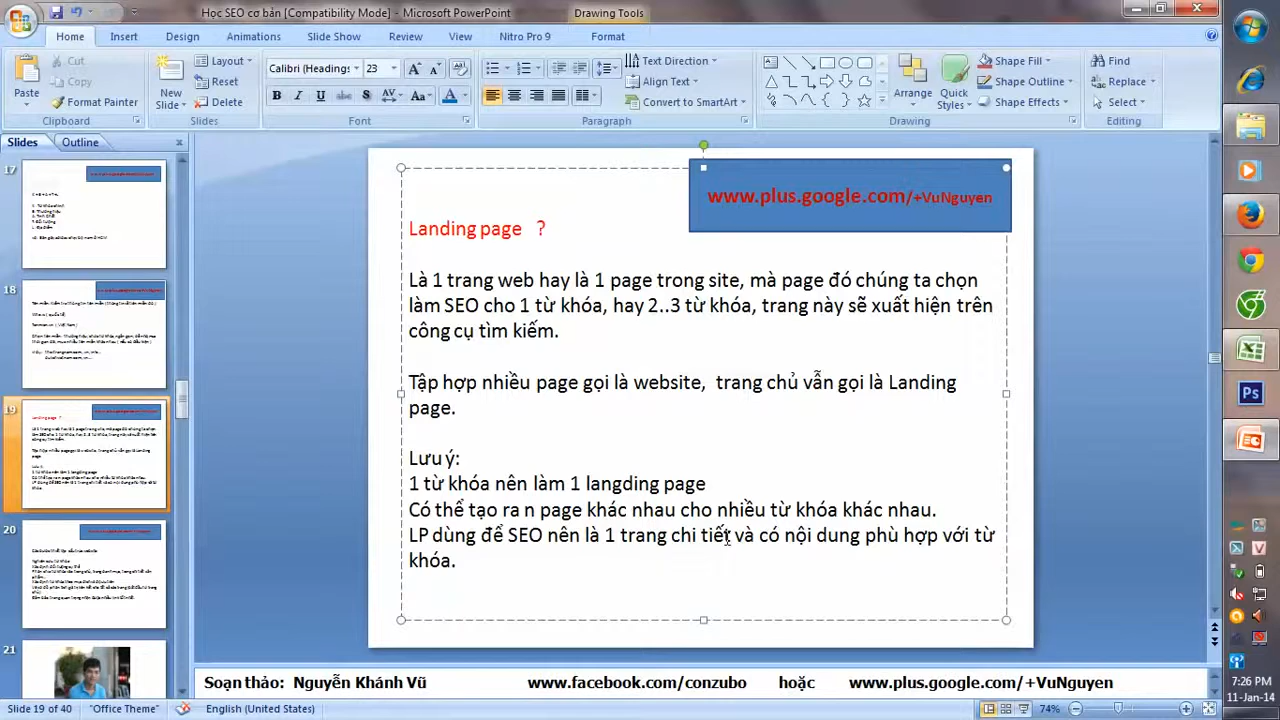 Học SEO cơ bản [Compatibility Mode] - Microsoft PowerPoint
Drawing Tools
Home Insert Design Animations Slide Show Review View Nitro Pro 9 Format
Paste
Cut
Copy
Format Painter
Clipboard
New Slide
Layout
Reset
Delete
Slides
Calibri (Headings 23
B I U abc S AV Aa A
Font
Text Direction
Align Text
Convert to SmartArt
Paragraph
Arrange
Quick Styles
Shape Fill
Shape Outline
Shape Effects
Drawing
Find
Replace
Select
Editing
Slides Outline
17
18
19
20
21
www.plus.google.com/+VuNguyen
Landing page ?
Là 1 trang web hay là 1 page trong site, mà page đó chúng ta chọn
làm SEO cho 1 từ khóa, hay 2..3 từ khóa, trang này sẽ xuất hiện trên
công cụ tìm kiếm.
Tập hợp nhiều page gọi là website, trang chủ vẫn gọi là Landing
page.
Lưu ý:
1 từ khóa nên làm 1 langding page
Có thể tạo ra n page khác nhau cho nhiều từ khóa khác nhau.
LP dùng để SEO nên là 1 trang chi tiết và có nội dung phù hợp với từ
khóa.
Soạn thảo: Nguyễn Khánh Vũ www.facebook.com/conzubo hoặc www.plus.google.com/+VuNguyen
Slide 19 of 40 "Office Theme" English (United States) 74%
7:26 PM
11-Jan-14